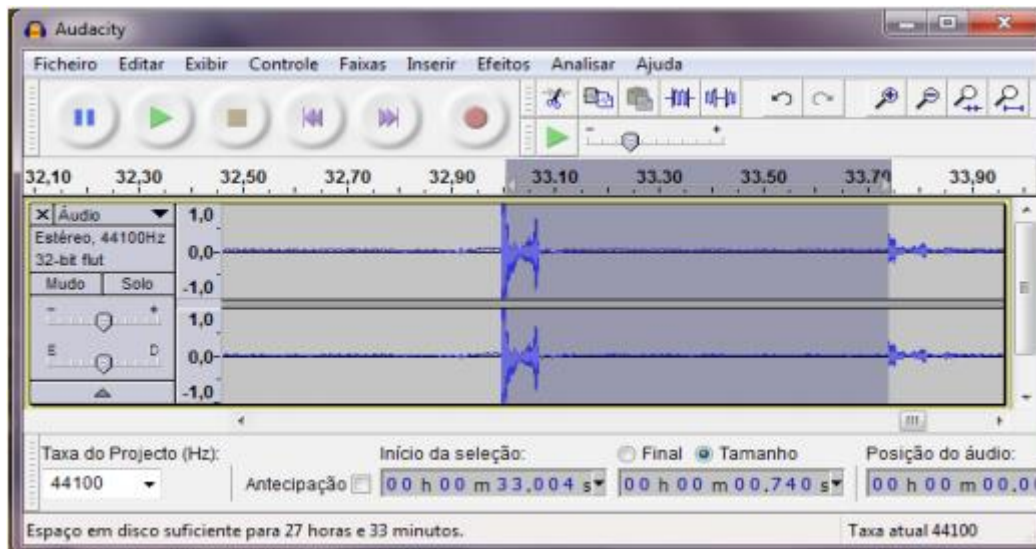 Audacity
Ficheiro Editar Exibir Controle Faixas Inserir Efeitos Analisar Ajuda
32,10 32,30 32,50 32,70 32,90 33,10 33,30 33,50 33,70 33,90
Áudio
Estéreo, 44100Hz
32-bit flut
Mudo Solo
- +
E D
1,0
0,0-
-1,0
1,0
0,0-
-1,0
Taxa do Projecto (Hz): Início da seleção: Final Tamanho Posição do áudio:
44100 Antecipação 00 h 00 m 33.004 s 00 h 00 m 00.740 s 00 h 00 m 00.0
Espaço em disco suficiente para 27 horas e 33 minutos. Taxa atual 44100